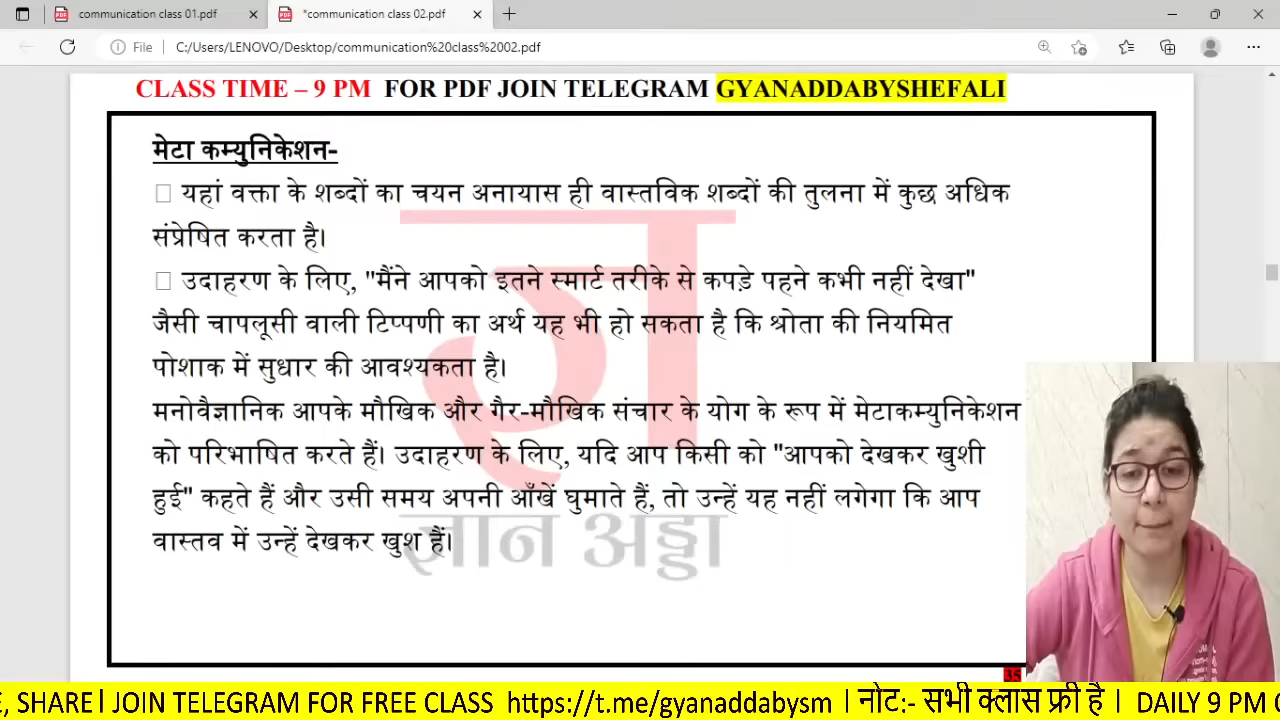 communication class 01.pdf
*communication class 02.pdf
File
C:/Users/LENOVO/Desktop/communication%20class%2002.pdf
CLASS TIME – 9 PM FOR PDF JOIN TELEGRAM GYANADDABYSHEFALI
मेटा कम्युनिकेशन-
यहां वक्ता के शब्दों का चयन अनायास ही वास्तविक शब्दों की तुलना में कुछ अधिक
संप्रेषित करता है।
उदाहरण के लिए, "मैंने आपको इतने स्मार्ट तरीके से कपड़े पहने कभी नहीं देखा"
जैसी चापलूसी वाली टिप्पणी का अर्थ यह भी हो सकता है कि श्रोता की नियमित
पोशाक में सुधार की आवश्यकता है।
मनोवैज्ञानिक आपके मौखिक और गैर-मौखिक संचार के योग के रूप में मेटाकम्युनिकेशन
को परिभाषित करते हैं। उदाहरण के लिए, यदि आप किसी को "आपको देखकर खुशी
हुई" कहते हैं और उसी समय अपनी आँखें घुमाते हैं, तो उन्हें यह नहीं लगेगा कि आप
वास्तव में उन्हें देखकर खुश हैं।
ज्ञान अड्डा
35
E, SHARE। JOIN TELEGRAM FOR FREE CLASS https://t.me/gyanaddabysm । नोट:- सभी क्लास फ्री है । DAILY 9 PM